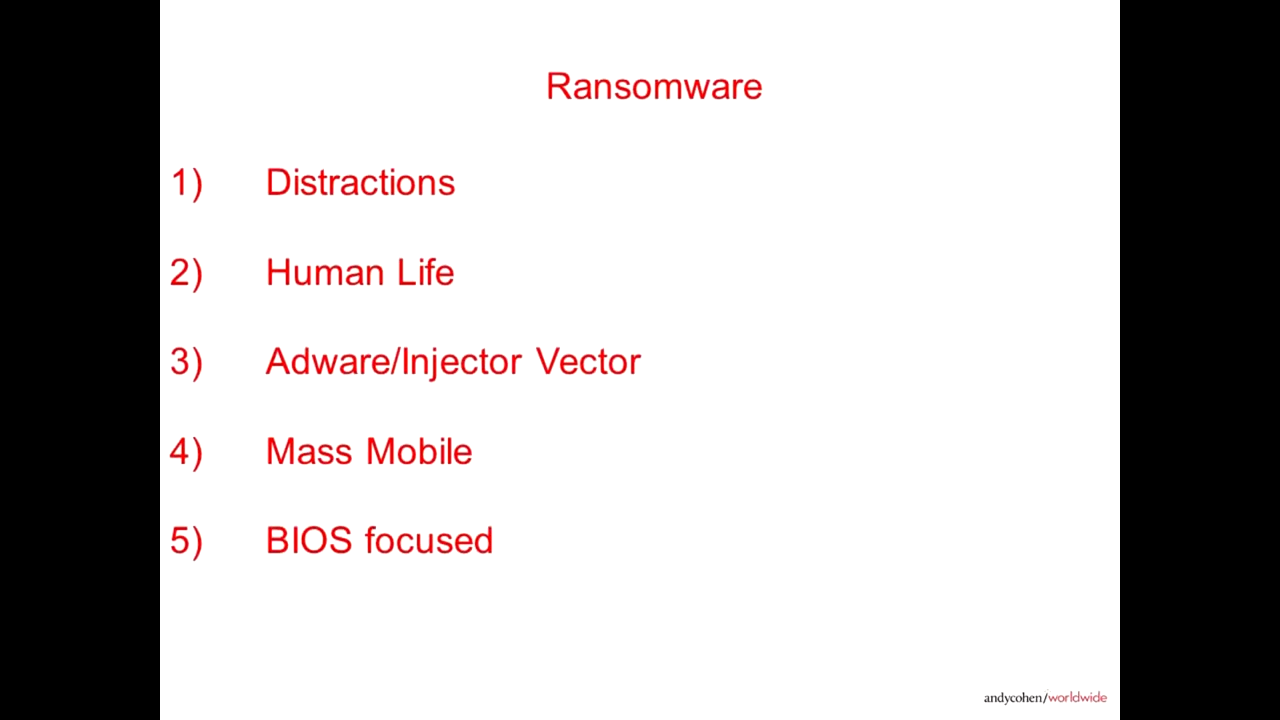 Ransomware
1) Distractions
2) Human Life
3) Adware/Injector Vector
4) Mass Mobile
5) BIOS focused
andycohen/worldwide